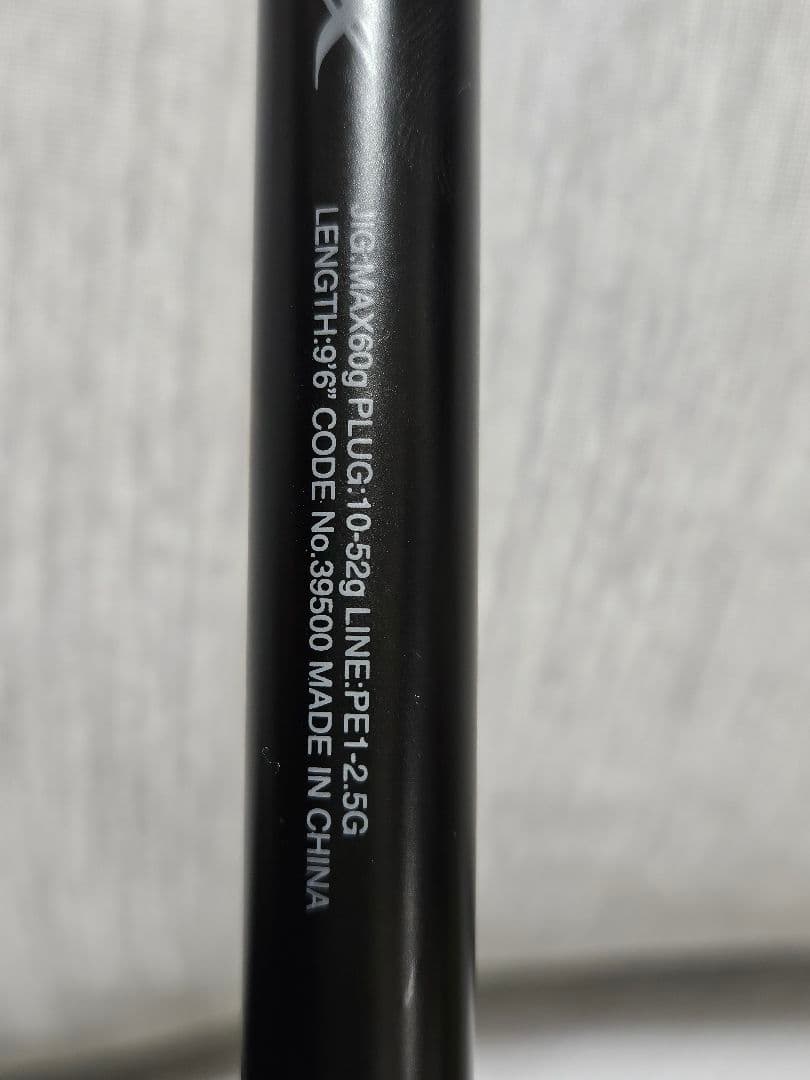 X
JIG:MAX60g PLUG:10-52g LINE:PE1-2.5G
LENGTH:9'6” CODE No.39500 MADE IN CHINA